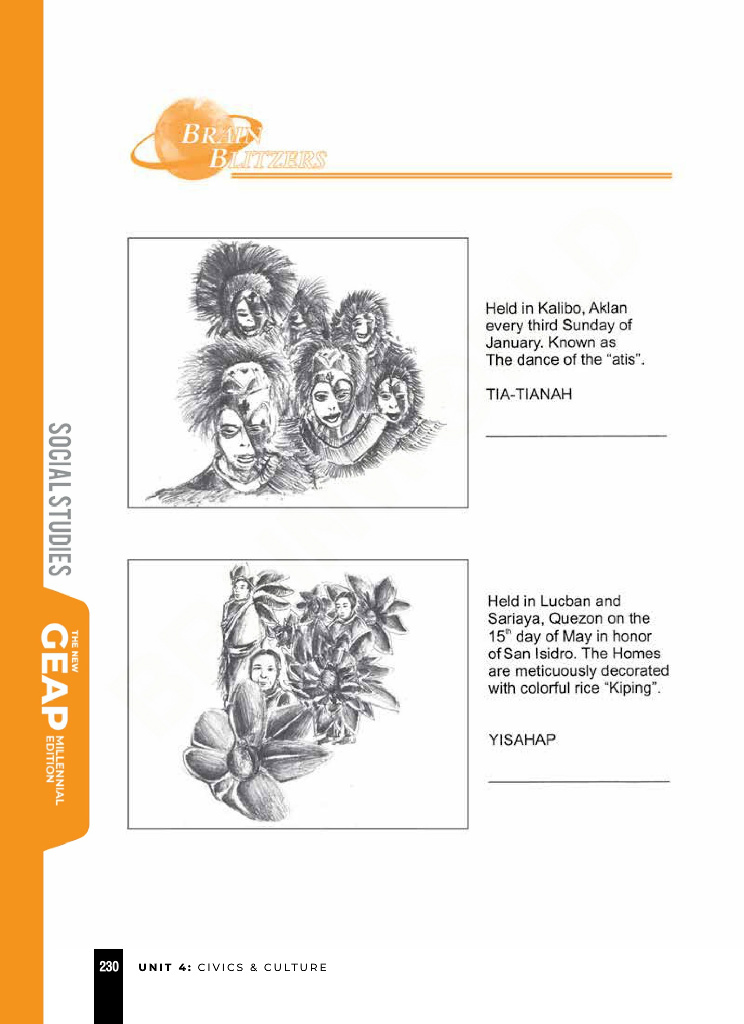 BRAIN
BLITZERS
Held in Kalibo, Aklan
every third Sunday of
January. Known as
The dance of the “atis”.
TIA-TIANAH
Held in Lucban and
Sariaya, Quezon on the
15th day of May in honor
of San Isidro. The Homes
are meticuously decorated
with colorful rice “Kiping”.
YISAHAP
SOCIAL STUDIES
THE NEW
GEAP
MILLENNIAL
EDITION
230 UNIT 4: CIVICS & CULTURE